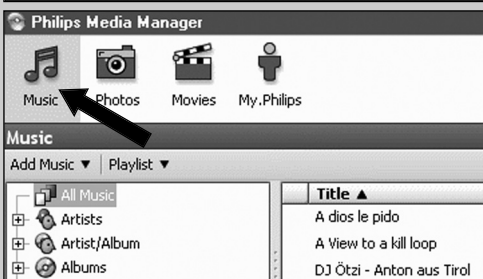 Philips Media Manager
Music Photos Movies My.Philips
Music
Add Music ▼ | Playlist ▼
All Music Title ▲
Artists A dios le pido
Artist/Album A View to a kill loop
Albums DJ Ötzi - Anton aus Tirol